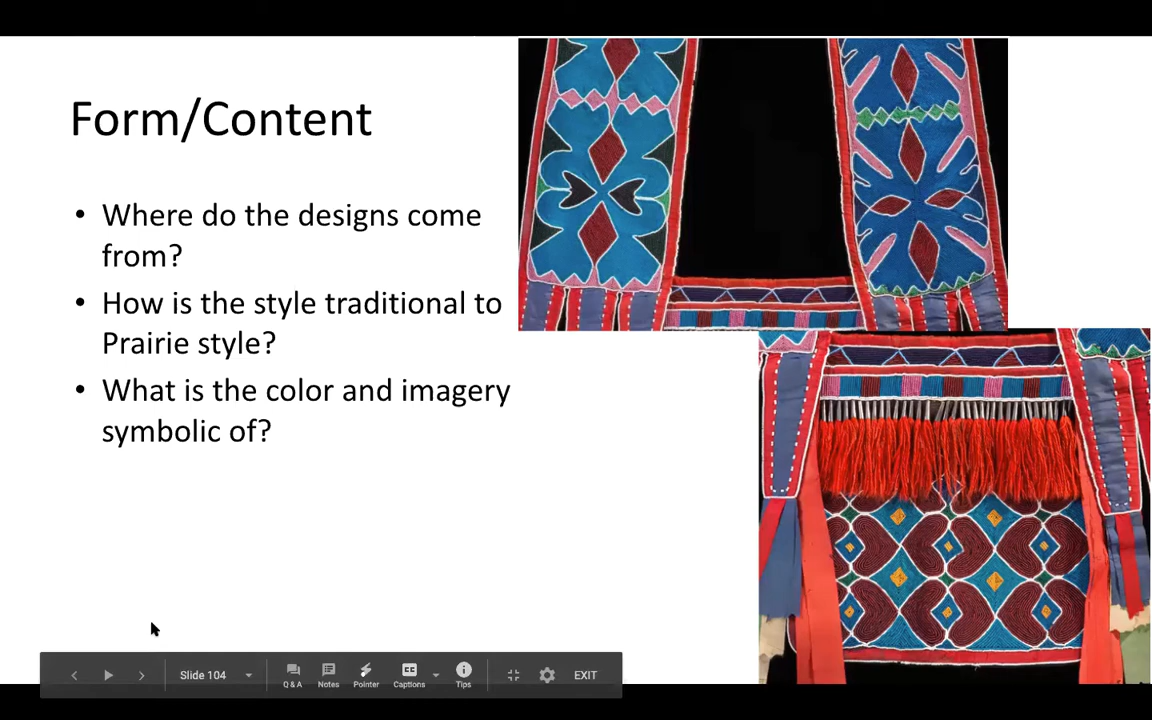 Form/Content
• Where do the designs come
from?
• How is the style traditional to
Prairie style?
• What is the color and imagery
symbolic of?
Slide 104
Q & A
Notes
Pointer
Captions
Tips
EXIT